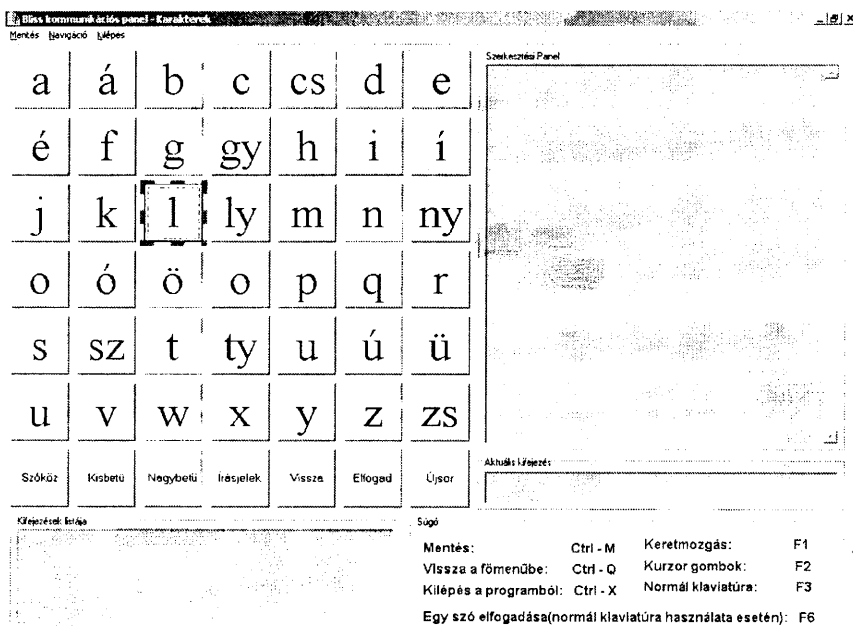 Bliss kommunikációs panel - Karakterek
Mentés Navigáció Kilépes
Szerkesztési Panel
a á b c cs d e
é f g gy h i í
j k l ly m n ny
o ó ö o p q r
s sz t ty u ú ü
u v w x y z zs
Szóköz Kisbetű Nagybetű Írásjelek Vissza Elfogad Újsor
Aktuális kifejezés
Kifejezések listája
Súgó
Mentés: Ctrl - M Keretmozgás: F1
Vissza a főmenűbe: Ctrl - Q Kurzor gombok: F2
Kilépés a programból: Ctrl - X Normál klaviatúra: F3
Egy szó elfogadása(normál klaviatúra használata esetén): F6